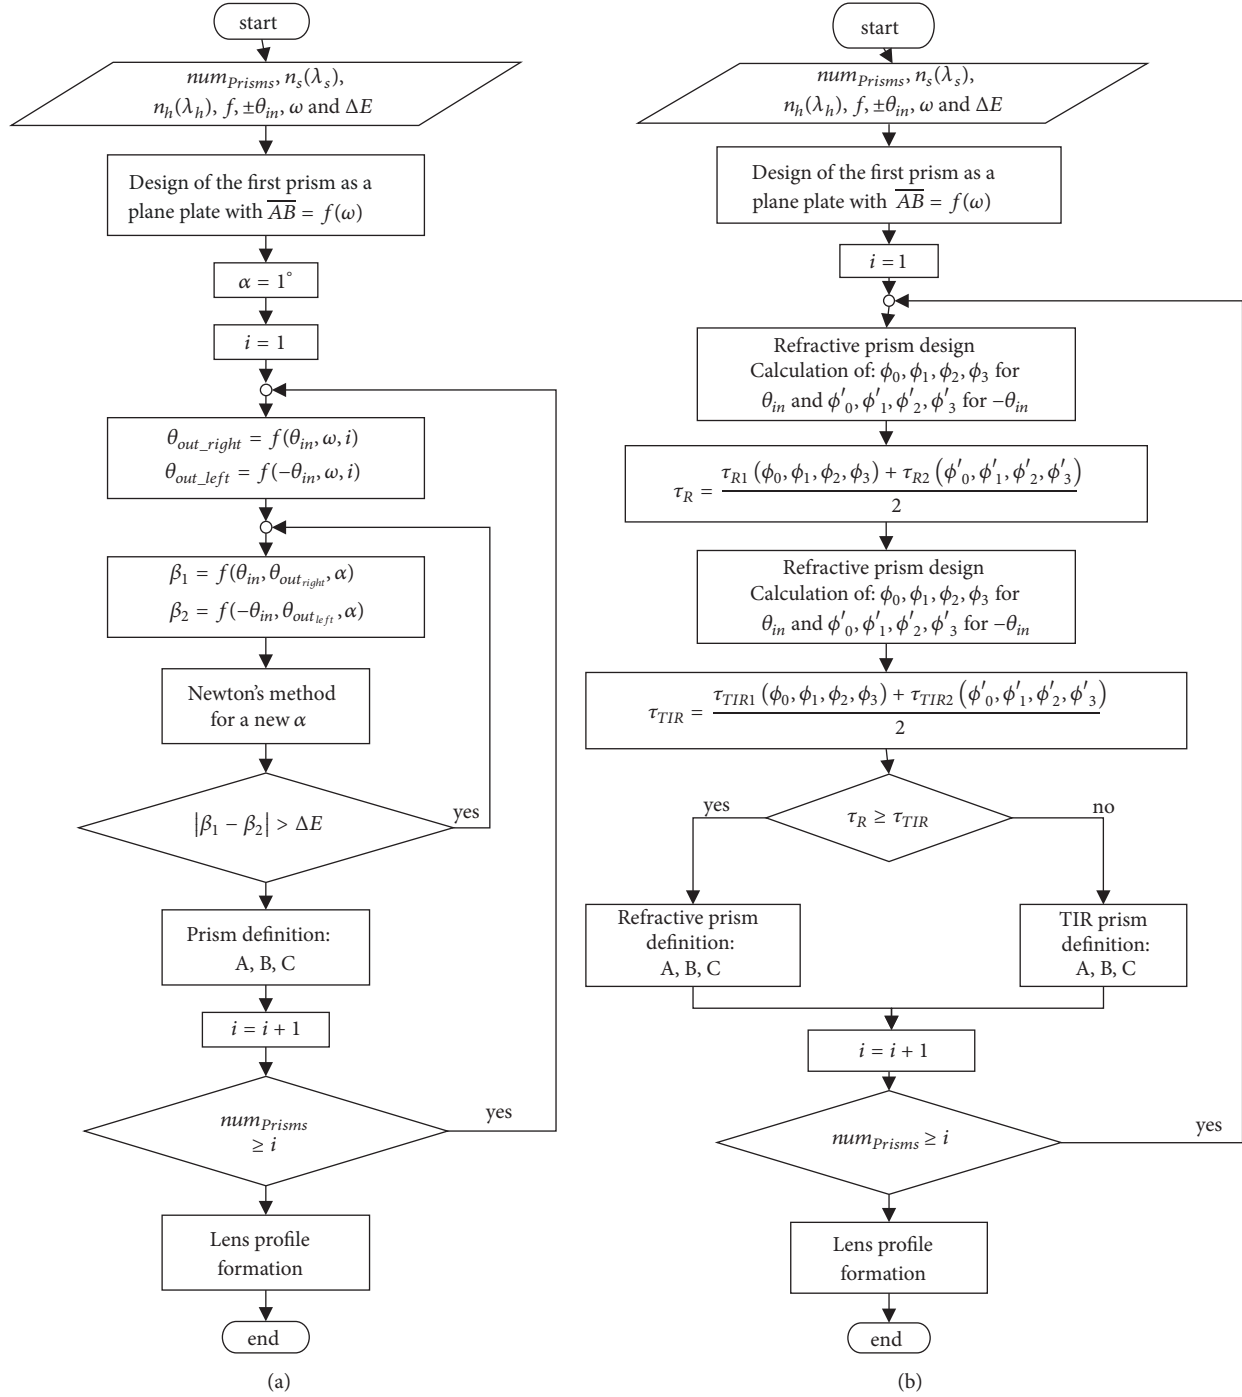 start
num_Prisms, n_s(λ_s),
n_h(λ_h), f, ±θ_in, ω and ΔE
Design of the first prism as a
plane plate with \overline{AB} = f(ω)
α = 1°
i = 1
θ_out_right = f(θ_in, ω, i)
θ_out_left = f(−θ_in, ω, i)
β_1 = f(θ_in, θ_out_right, α)
β_2 = f(−θ_in, θ_out_left, α)
Newton's method
for a new α
|β_1 − β_2| > ΔE
yes
Prism definition:
A, B, C
i = i + 1
num_Prisms
≥ i
yes
Lens profile
formation
end
(a)
start
num_Prisms, n_s(λ_s),
n_h(λ_h), f, ±θ_in, ω and ΔE
Design of the first prism as a
plane plate with \overline{AB} = f(ω)
i = 1
Refractive prism design
Calculation of: ϕ_0, ϕ_1, ϕ_2, ϕ_3 for
θ_in and ϕ'_0, ϕ'_1, ϕ'_2, ϕ'_3 for −θ_in
τ_R = (τ_R1 (ϕ_0, ϕ_1, ϕ_2, ϕ_3) + τ_R2 (ϕ'_0, ϕ'_1, ϕ'_2, ϕ'_3)) / 2
Refractive prism design
Calculation of: ϕ_0, ϕ_1, ϕ_2, ϕ_3 for
θ_in and ϕ'_0, ϕ'_1, ϕ'_2, ϕ'_3 for −θ_in
τ_TIR = (τ_TIR1 (ϕ_0, ϕ_1, ϕ_2, ϕ_3) + τ_TIR2 (ϕ'_0, ϕ'_1, ϕ'_2, ϕ'_3)) / 2
yes
τ_R ≥ τ_TIR
no
Refractive prism
definition:
A, B, C
TIR prism
definition:
A, B, C
i = i + 1
num_Prisms ≥ i
yes
Lens profile
formation
end
(b)